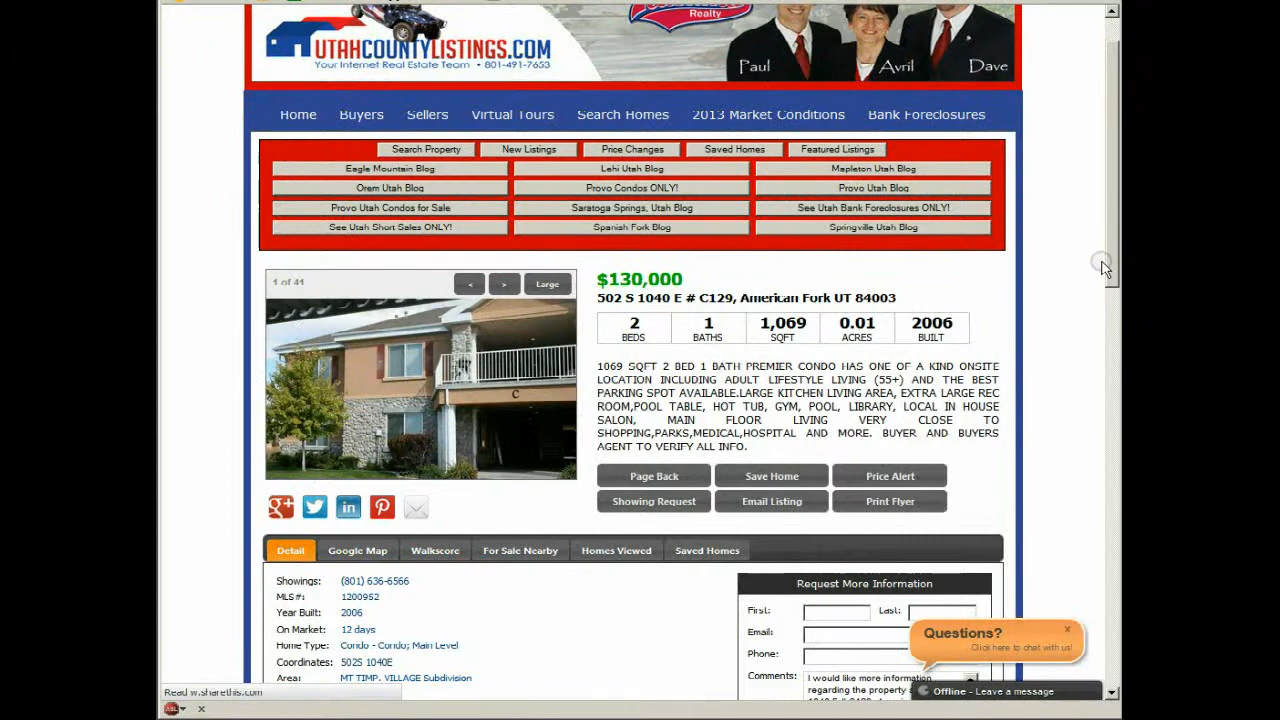 Realty
UTAHCOUNTYLISTINGS.COM
Your Internet Real Estate Team • 801-491-7653
Paul Avril Dave
Home Buyers Sellers Virtual Tours Search Homes 2013 Market Conditions Bank Foreclosures
Search Property New Listings Price Changes Saved Homes Featured Listings
Eagle Mountain Blog Lehi Utah Blog Mapleton Utah Blog
Orem Utah Blog Provo Condos ONLY! Provo Utah Blog
Provo Utah Condos for Sale Saratoga Springs, Utah Blog See Utah Bank Foreclosures ONLY!
See Utah Short Sales ONLY! Spanish Fork Blog Springville Utah Blog
1 of 41 < > Large
C
$130,000
502 S 1040 E # C129, American Fork UT 84003
2 1 1,069 0.01 2006
BEDS BATHS SQFT ACRES BUILT
1069 SQFT 2 BED 1 BATH PREMIER CONDO HAS ONE OF A KIND ONSITE
LOCATION INCLUDING ADULT LIFESTYLE LIVING (55+) AND THE BEST
PARKING SPOT AVAILABLE.LARGE KITCHEN LIVING AREA, EXTRA LARGE REC
ROOM,POOL TABLE, HOT TUB, GYM, POOL, LIBRARY, LOCAL IN HOUSE
SALON, MAIN FLOOR LIVING VERY CLOSE TO
SHOPPING,PARKS,MEDICAL,HOSPITAL AND MORE. BUYER AND BUYERS
AGENT TO VERIFY ALL INFO.
Page Back Save Home Price Alert
Showing Request Email Listing Print Flyer
Detail Google Map Walkscore For Sale Nearby Homes Viewed Saved Homes
Showings: (801) 636-6566
MLS#: 1200952
Year Built: 2006
On Market: 12 days
Home Type: Condo - Condo; Main Level
Coordinates: 502S 1040E
Area: MT TIMP. VILLAGE Subdivision
Request More Information
First: Last:
Email:
Phone:
Comments: I would like more information
regarding the property
Questions? x
Click here to chat with us!
Offline - Leave a message
Read w.sharethis.com
ABL